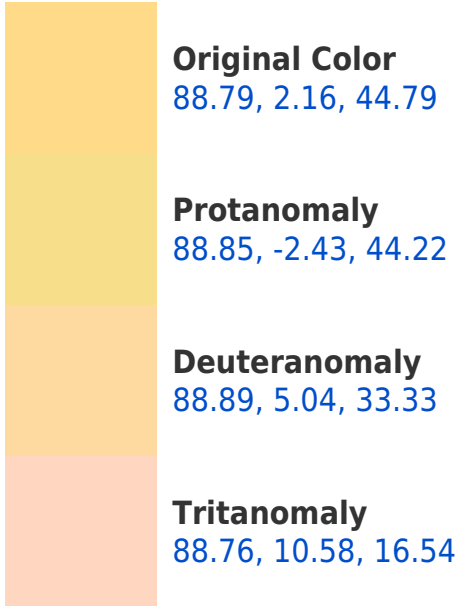 Original Color
88.79, 2.16, 44.79
Protanomaly
88.85, -2.43, 44.22
Deuteranomaly
88.89, 5.04, 33.33
Tritanomaly
88.76, 10.58, 16.54